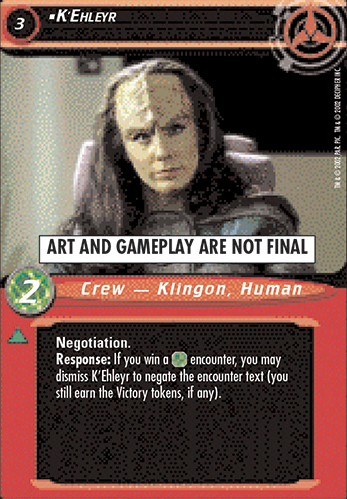 3
▪K'EHLEYR
TM & © 2002 PAR. PIC. TM & © 2002 DECIPHER INC.
ART AND GAMEPLAY ARE NOT FINAL
2
Crew — Klingon, Human
Negotiation.
Response: If you win a encounter, you may
dismiss K'Ehleyr to negate the encounter text (you
still earn the Victory tokens, if any).